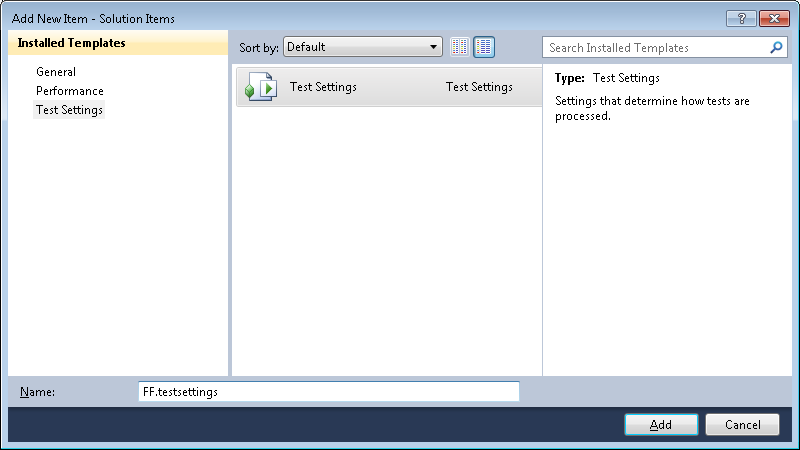 Add New Item - Solution Items
?
Installed Templates
General
Performance
Test Settings
Sort by: Default
Search Installed Templates
Test Settings Test Settings
Type: Test Settings
Settings that determine how tests are
processed.
Name: FF.testsettings
Add Cancel